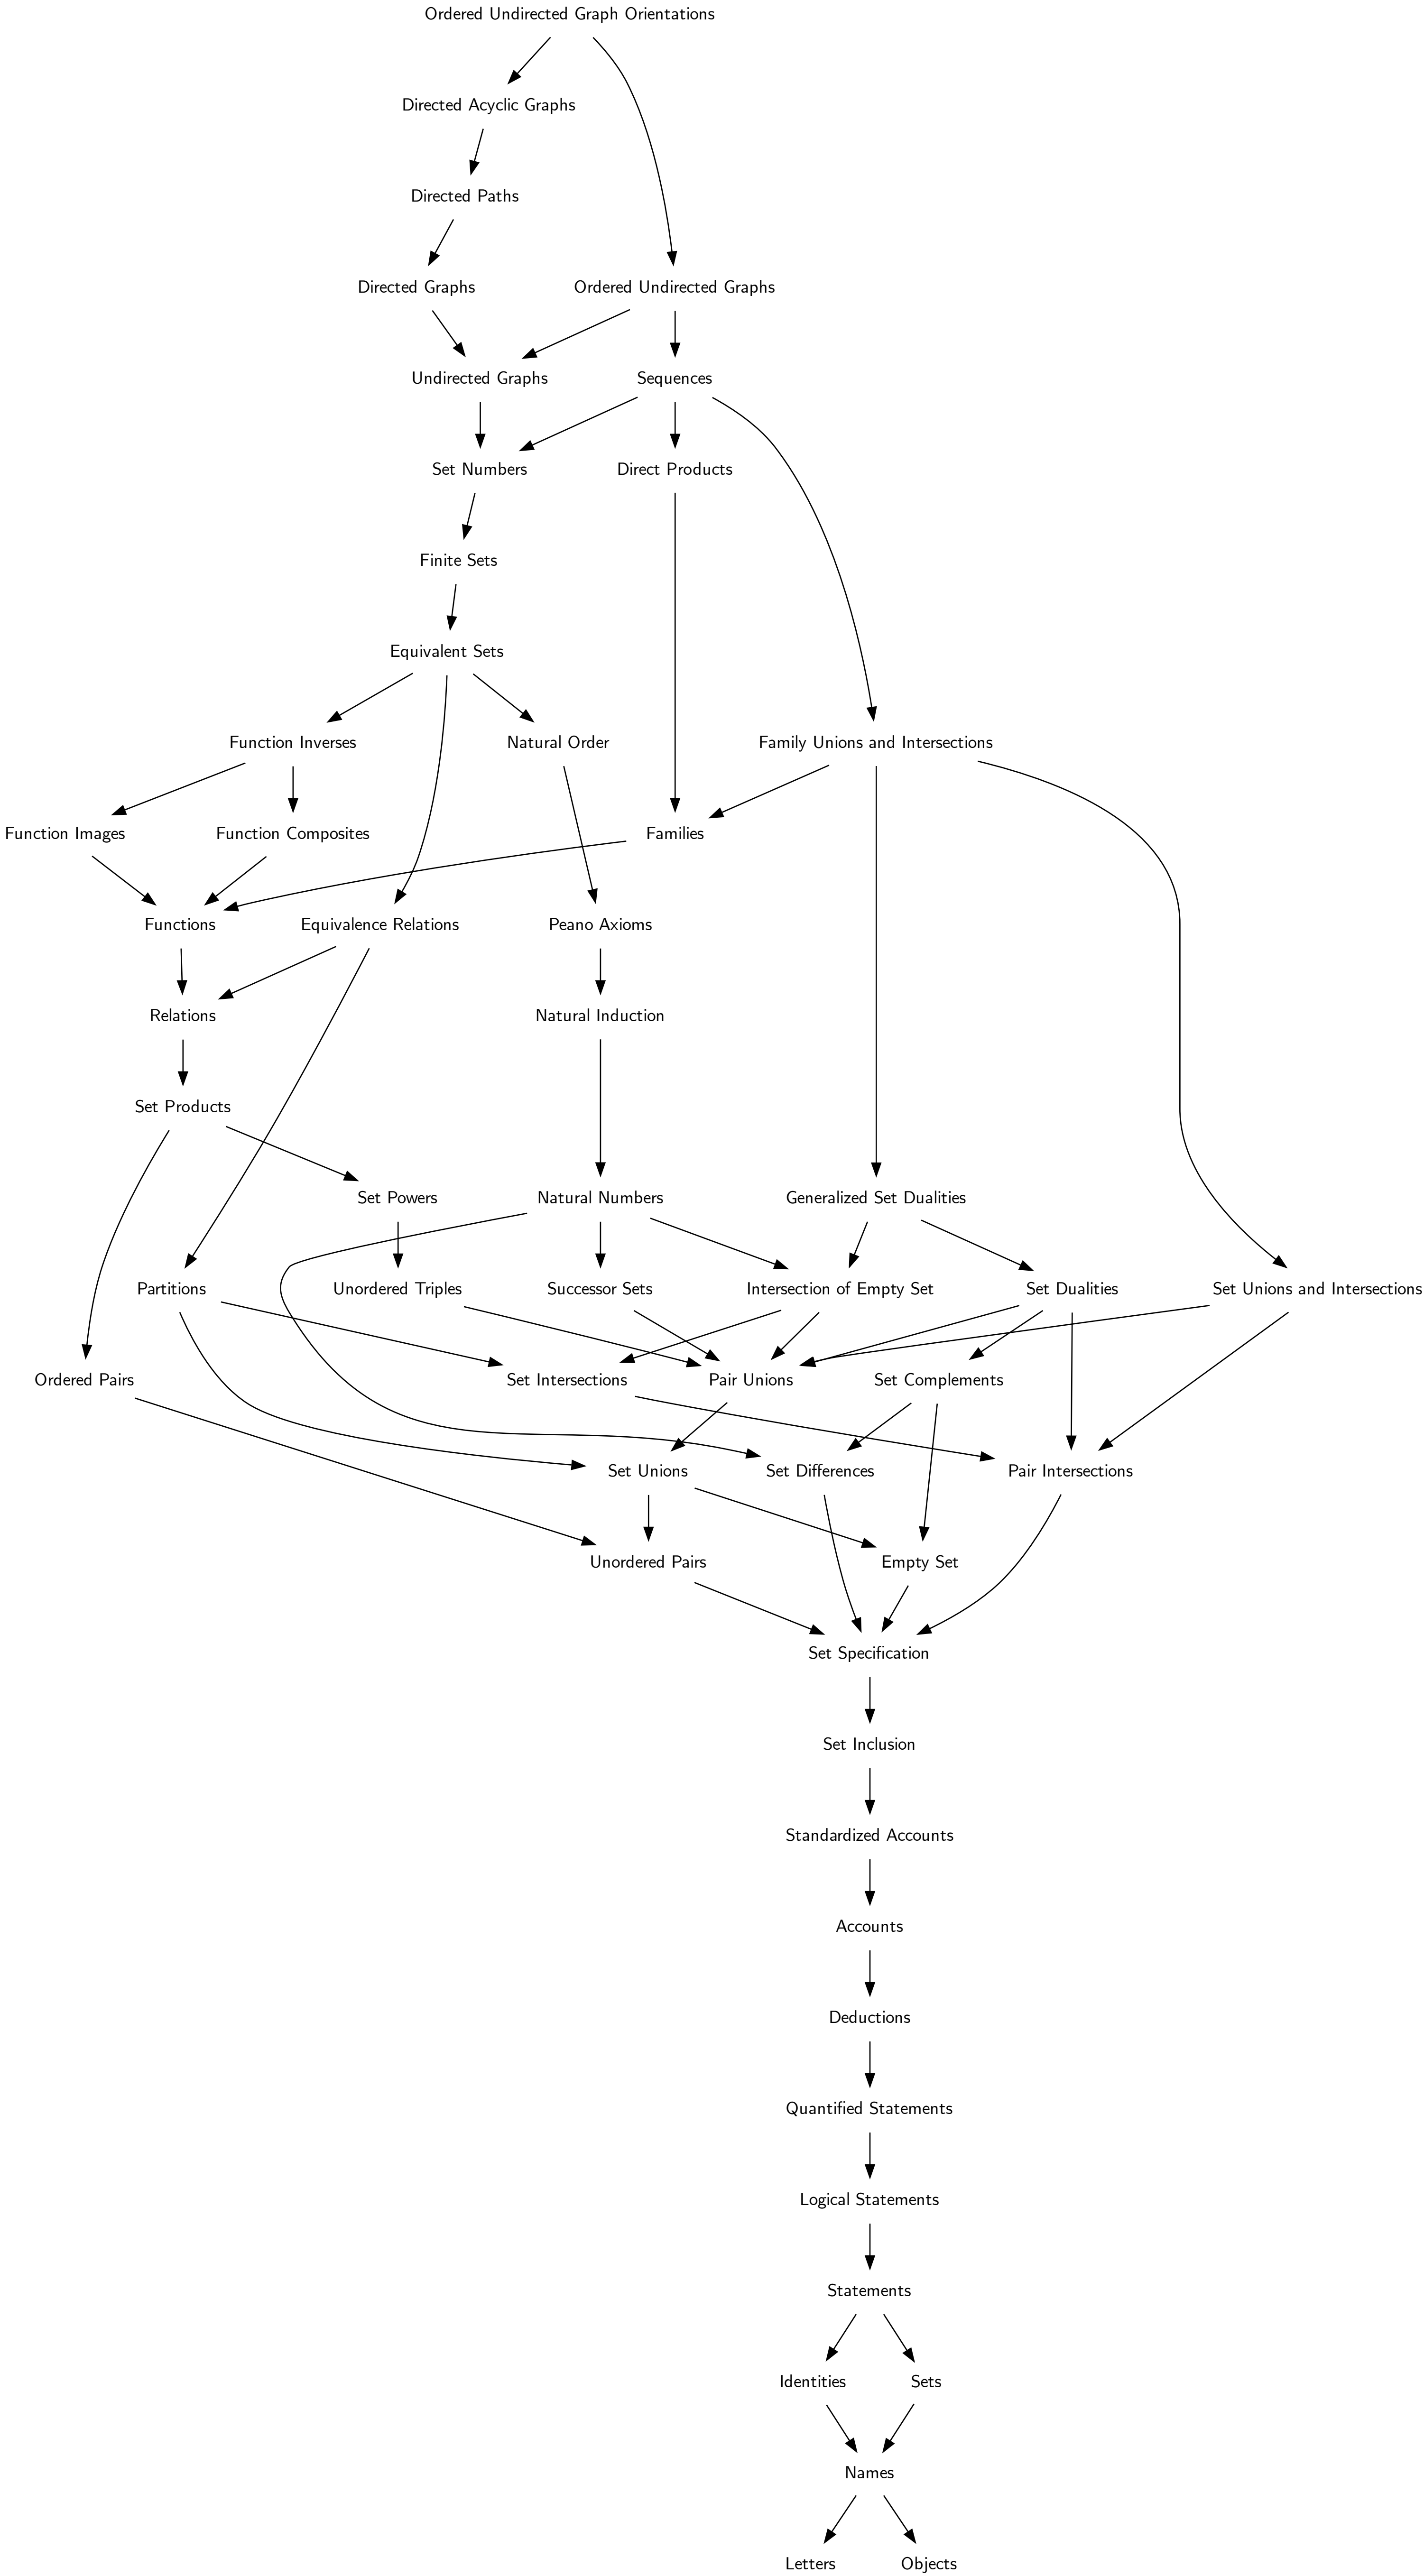 Ordered Undirected Graph Orientations
Directed Acyclic Graphs
Directed Paths
Directed Graphs
Ordered Undirected Graphs
Undirected Graphs
Sequences
Set Numbers
Direct Products
Finite Sets
Equivalent Sets
Function Inverses
Natural Order
Family Unions and Intersections
Function Images
Function Composites
Families
Functions
Equivalence Relations
Peano Axioms
Relations
Natural Induction
Set Products
Set Powers
Natural Numbers
Generalized Set Dualities
Partitions
Unordered Triples
Successor Sets
Intersection of Empty Set
Set Dualities
Set Unions and Intersections
Ordered Pairs
Set Intersections
Pair Unions
Set Complements
Set Unions
Set Differences
Pair Intersections
Unordered Pairs
Empty Set
Set Specification
Set Inclusion
Standardized Accounts
Accounts
Deductions
Quantified Statements
Logical Statements
Statements
Identities
Sets
Names
Letters
Objects